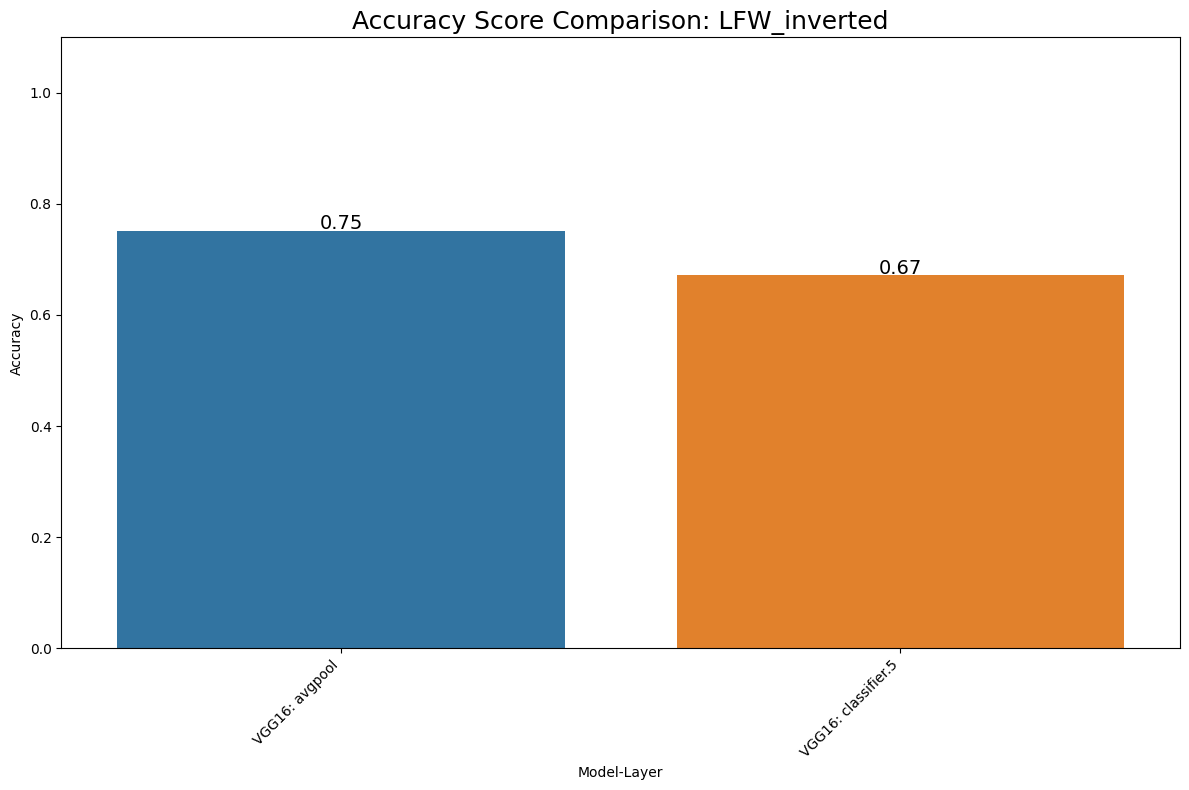 Accuracy Score Comparison: LFW_inverted
Accuracy
1.0
0.8
0.6
0.4
0.2
0.0
0.75
0.67
VGG16: avgpool
VGG16: classifier.5
Model-Layer